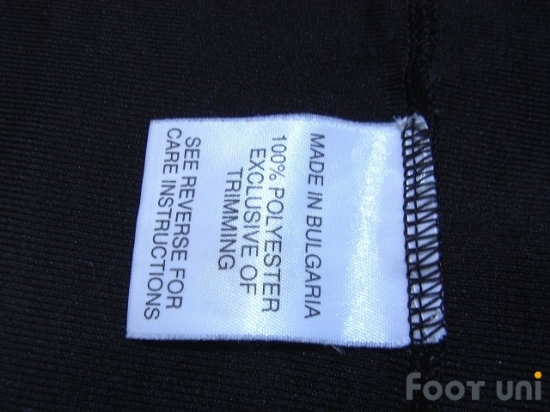 MADE IN BULGARIA
100% POLYESTER
EXCLUSIVE OF
TRIMMING
SEE REVERSE FOR
CARE INSTRUCTIONS
FOOT UNI